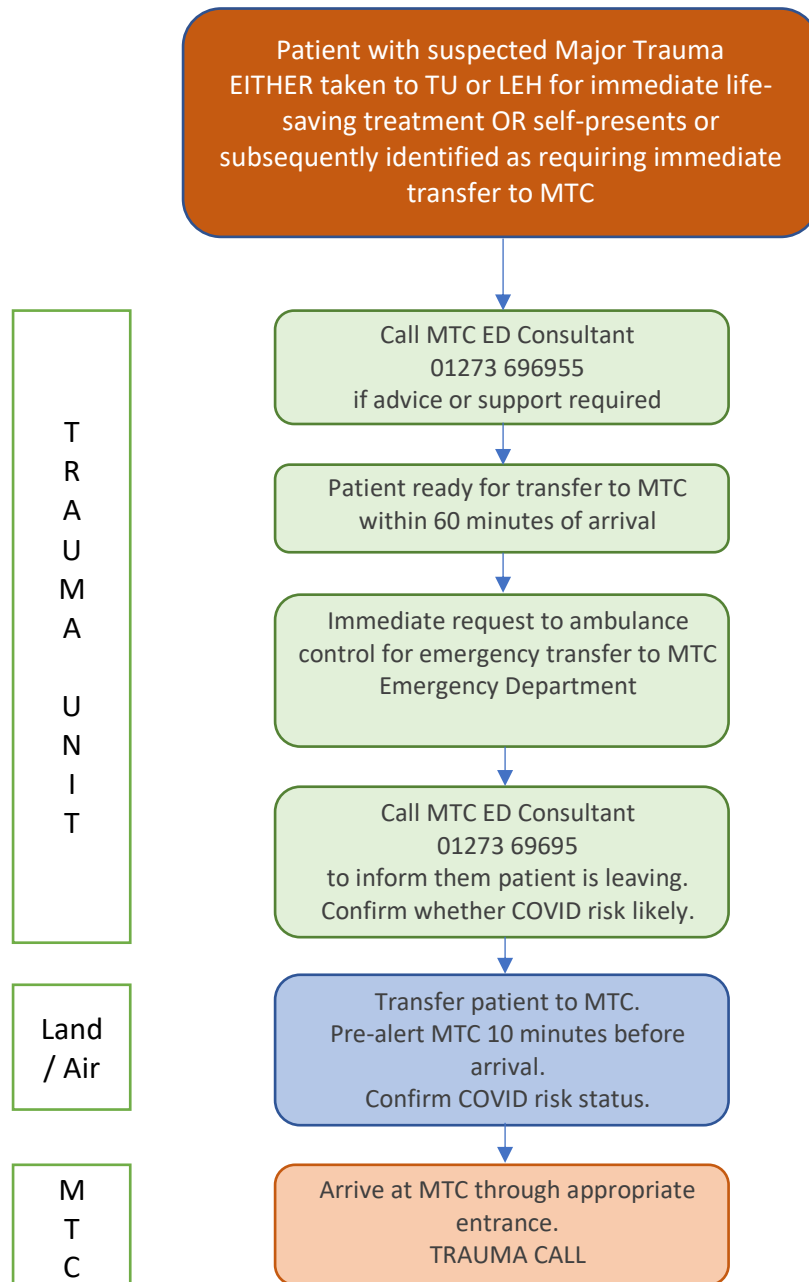 Patient with suspected Major Trauma
EITHER taken to TU or LEH for immediate life-
saving treatment OR self-presents or
subsequently identified as requiring immediate
transfer to MTC
TRAUMA UNIT
Call MTC ED Consultant
01273 696955
if advice or support required
Patient ready for transfer to MTC
within 60 minutes of arrival
Immediate request to ambulance
control for emergency transfer to MTC
Emergency Department
Call MTC ED Consultant
01273 69695
to inform them patient is leaving.
Confirm whether COVID risk likely.
Land
/ Air
Transfer patient to MTC.
Pre-alert MTC 10 minutes before
arrival.
Confirm COVID risk status.
MTC
Arrive at MTC through appropriate
entrance.
TRAUMA CALL